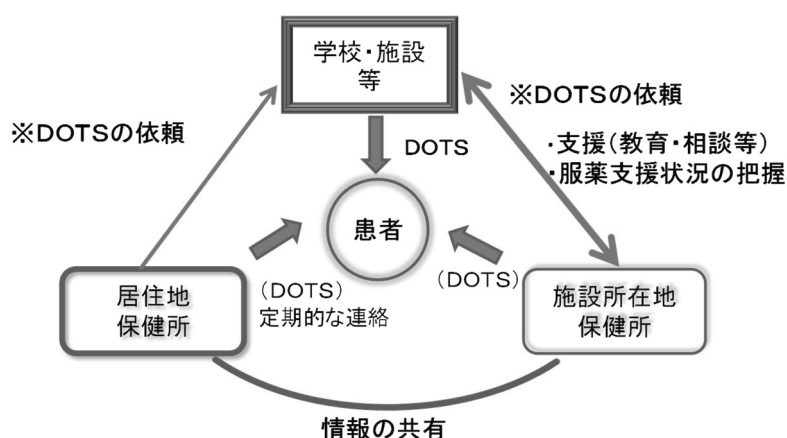 学校・施設
等
※DOTSの依頼
※DOTSの依頼
・支援（教育・相談等）
・服薬支援状況の把握
DOTS
患者
（DOTS）
定期的な連絡
（DOTS）
居住地
保健所
施設所在地
保健所
情報の共有